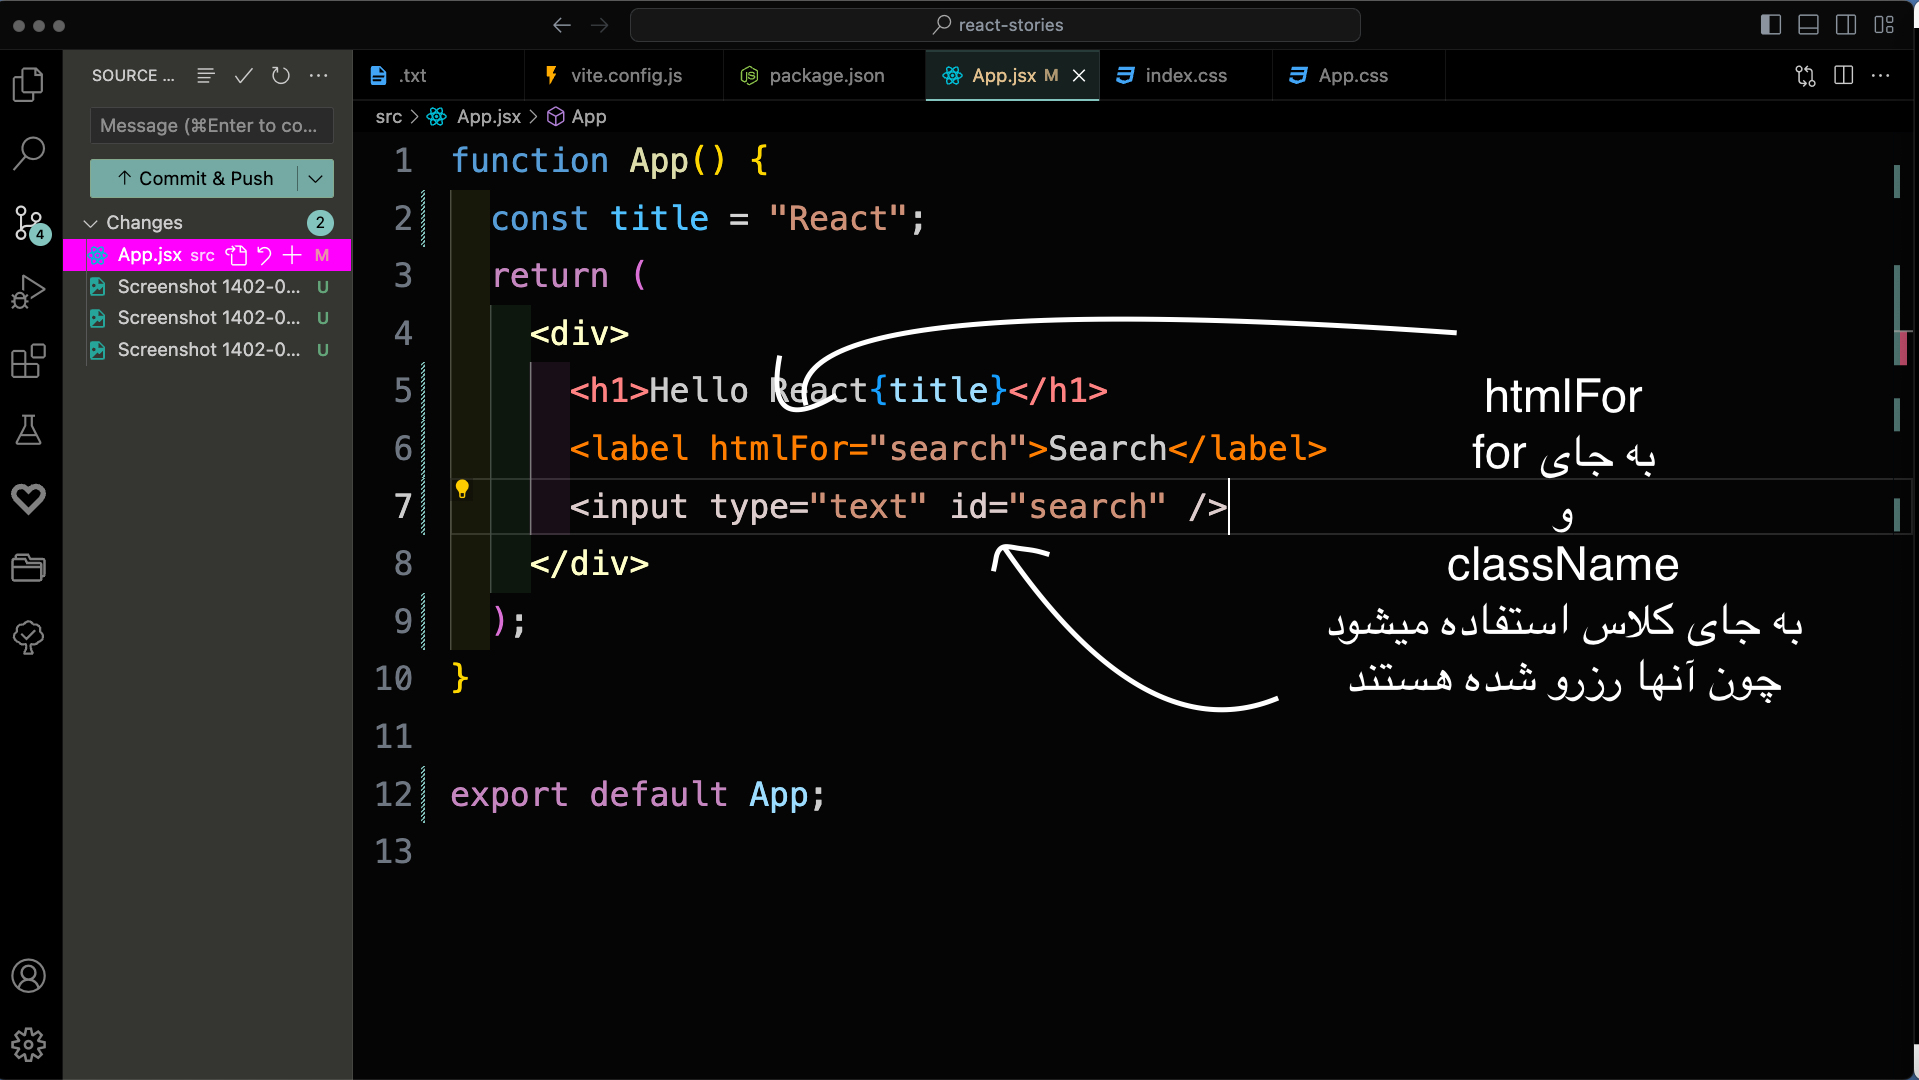 react-stories
SOURCE ...
.txt
vite.config.js
package.json
App.jsx M
index.css
App.css
Message (⌘Enter to co...
src > App.jsx > App
Commit & Push
Changes 2
4
App.jsx src M
Screenshot 1402-0... U
Screenshot 1402-0... U
Screenshot 1402-0... U
1 function App() {
2 const title = "React";
3 return (
4 <div>
5 <h1>Hello React{title}</h1>
6 <label htmlFor="search">Search</label>
7 <input type="text" id="search" />
8 </div>
9 );
10 }
11
12 export default App;
13
htmlFor
به جای for
و
className
به جای کلاس استفاده میشود
چون آنها رزرو شده هستند